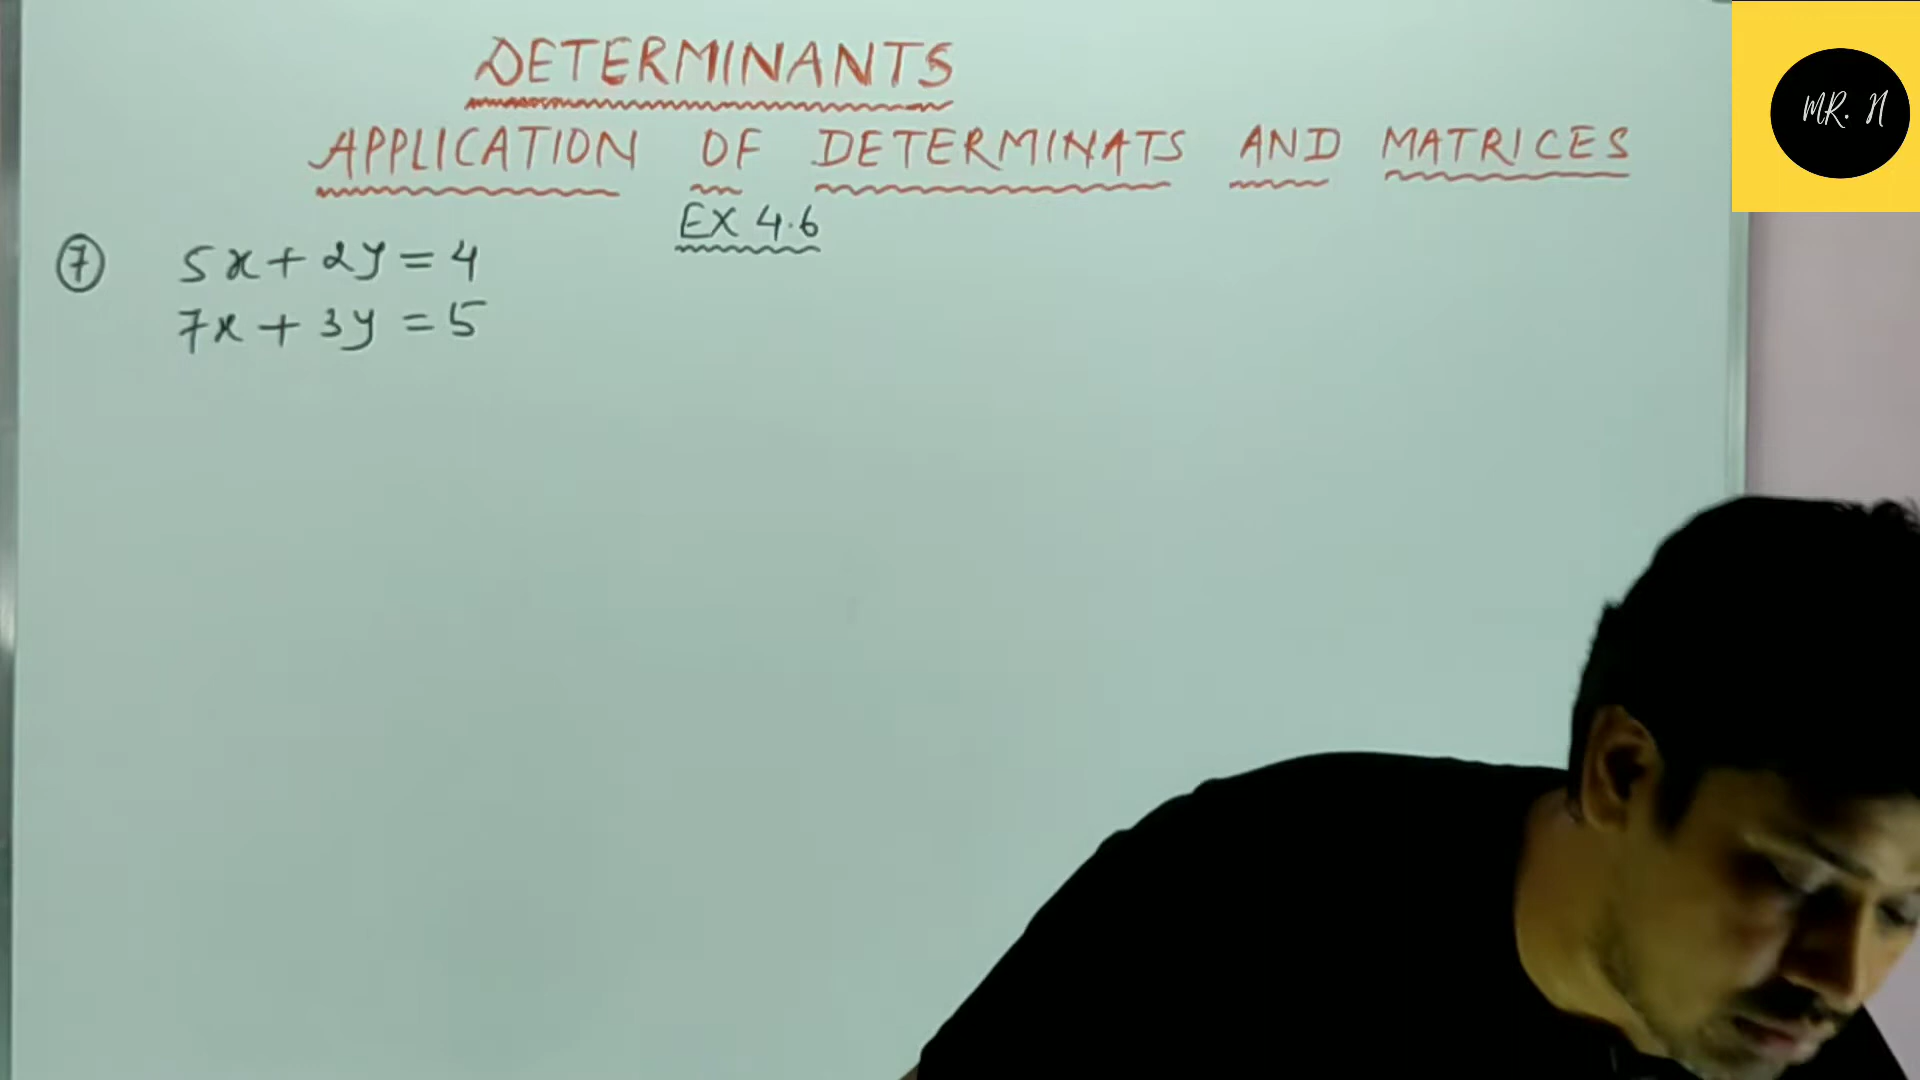 DETERMINANTS
APPLICATION OF DETERMINATS AND MATRICES
EX 4.6
7 5x + 2y = 4
7x + 3y = 5
MR. N